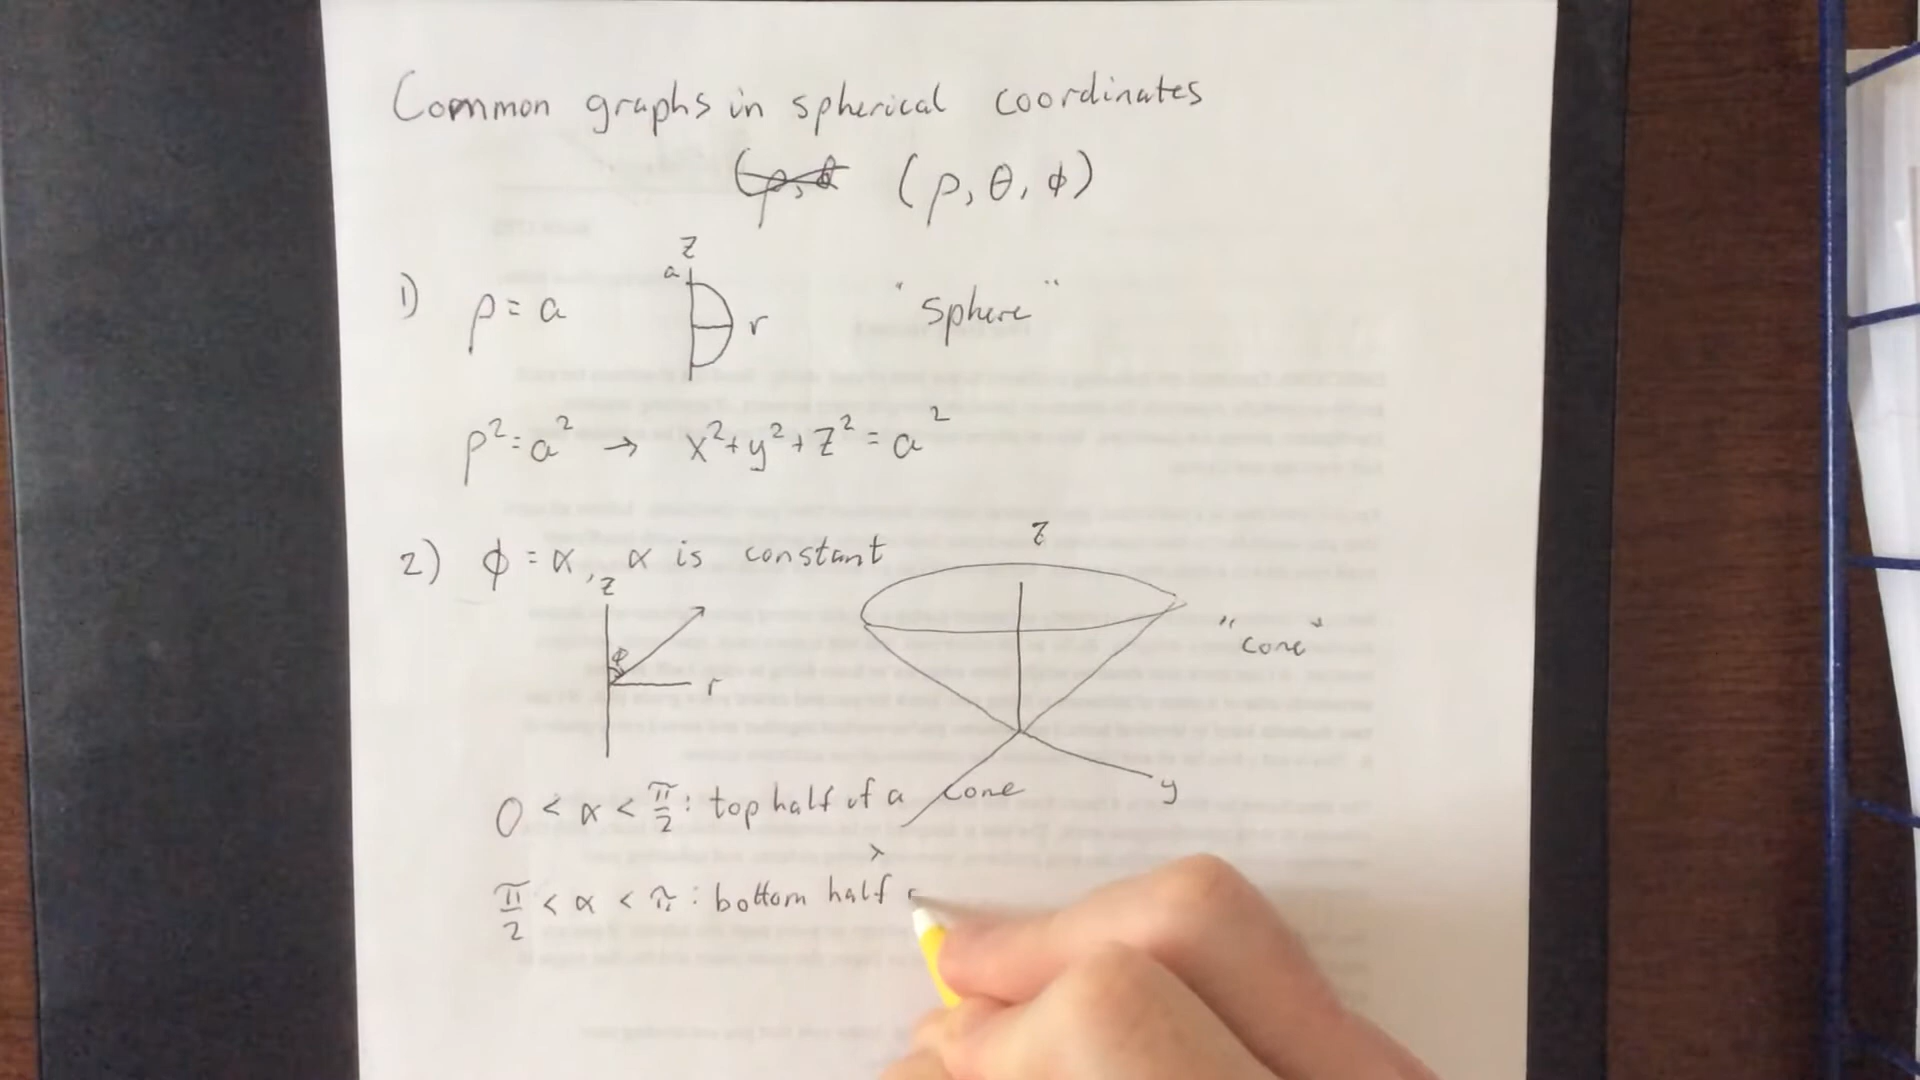 Common graphs in spherical coordinates
(ρ, θ, φ)
1) ρ = a
z
a
r
"Sphere"
ρ² = a² → x² + y² + z² = a²
2) φ = α, α is constant
z
φ
r
z
"cone"
y
x
0 < α < π/2 : top half of a cone
π/2 < α < π : bottom half